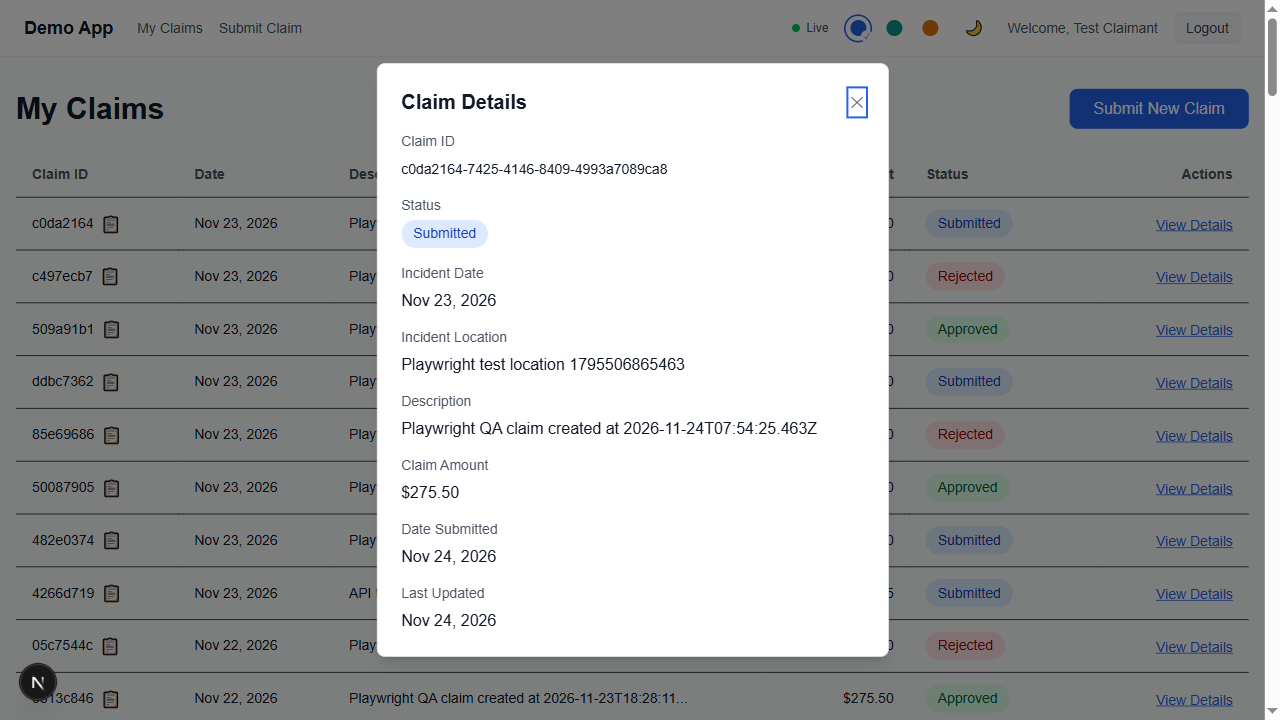 Demo App My Claims Submit Claim Live Welcome, Test Claimant Logout
My Claims
Submit New Claim
Claim Details
Claim ID
c0da2164-7425-4146-8409-4993a7089ca8
Status
Submitted
Incident Date
Nov 23, 2026
Incident Location
Playwright test location 1795506865463
Description
Playwright QA claim created at 2026-11-24T07:54:25.463Z
Claim Amount
$275.50
Date Submitted
Nov 24, 2026
Last Updated
Nov 24, 2026
Claim ID Date Status Actions
c0da2164 Nov 23, 2026 Submitted View Details
c497ecb7 Nov 23, 2026 Rejected View Details
509a91b1 Nov 23, 2026 Approved View Details
ddbc7362 Nov 23, 2026 Submitted View Details
85e69686 Nov 23, 2026 Rejected View Details
50087905 Nov 23, 2026 Approved View Details
482e0374 Nov 23, 2026 Submitted View Details
4266d719 Nov 23, 2026 API Submitted View Details
05c7544c Nov 22, 2026 Rejected View Details
N
Nov 22, 2026 Playwright QA claim created at 2026-11-23T18:28:11... $275.50 Approved View Details